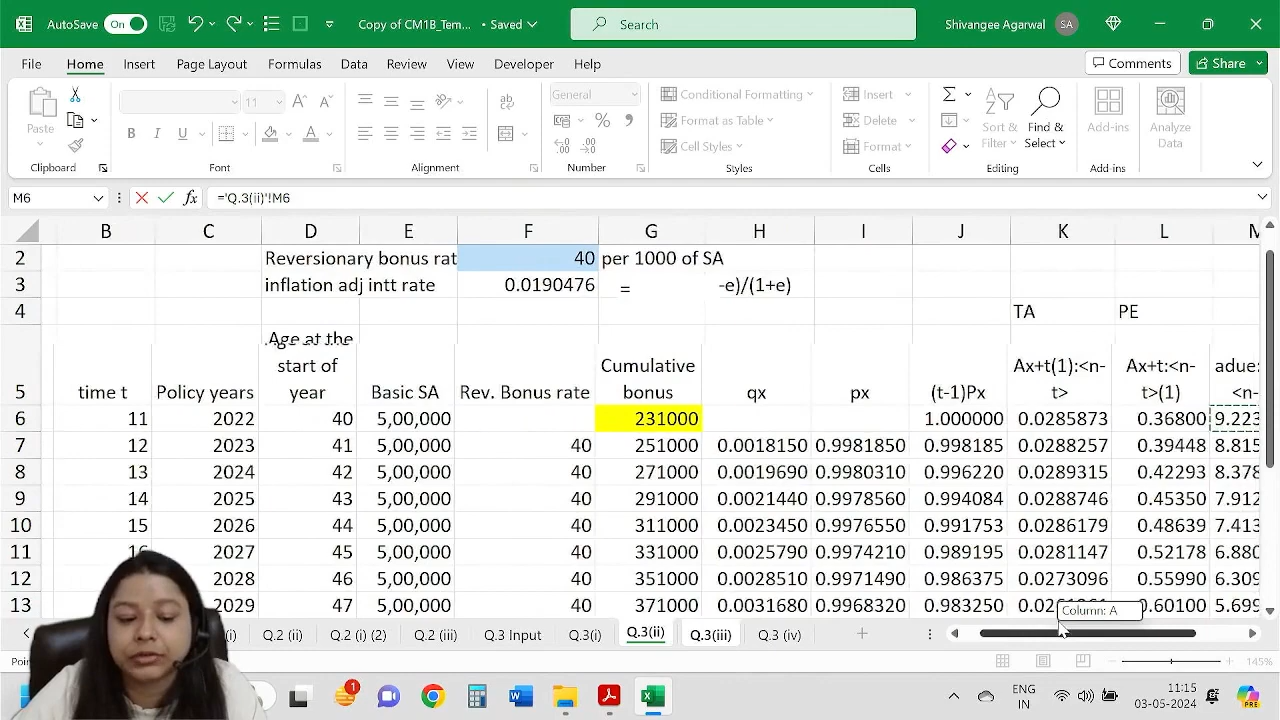 AutoSave On Copy of CM1B_Tem... • Saved Search Shivangee Agarwal SA
File Home Insert Page Layout Formulas Data Review View Developer Help Comments Share
11 General Conditional Formatting Insert
Paste Format as Table Delete Sort & Filter Find & Select Add-ins Analyze Data
B I U A Cell Styles Format
Clipboard Font Alignment Number Styles Cells Editing Add-ins
M6 fx ='Q.3(ii)'!M6
B C D E F G H I J K L M
2 Reversionary bonus rat 40 per 1000 of SA
3 inflation adj intt rate 0.0190476 = -e)/(1+e)
4 TA PE
Age at the
start of Cumulative Ax+t(1):<n- Ax+t:<n- adue:
5 time t Policy years year Basic SA Rev. Bonus rate bonus qx px (t-1)Px t> t>(1) <n-
6 11 2022 40 5,00,000 231000 1.000000 0.0285873 0.36800 9.223
7 12 2023 41 5,00,000 40 251000 0.0018150 0.9981850 0.998185 0.0288257 0.39448 8.815
8 13 2024 42 5,00,000 40 271000 0.0019690 0.9980310 0.996220 0.0289315 0.42293 8.378
9 14 2025 43 5,00,000 40 291000 0.0021440 0.9978560 0.994084 0.0288746 0.45350 7.912
10 15 2026 44 5,00,000 40 311000 0.0023450 0.9976550 0.991753 0.0286179 0.48639 7.413
11 16 2027 45 5,00,000 40 331000 0.0025790 0.9974210 0.989195 0.0281147 0.52178 6.880
12 2028 46 5,00,000 40 351000 0.0028510 0.9971490 0.986375 0.0273096 0.55990 6.309
13 2029 47 5,00,000 40 371000 0.0031680 0.9968320 0.983250 0.60100 5.699
Column: A
(i) Q.2 (ii) Q.2 (i) (2) Q.2 (iii) Q.3 Input Q.3(i) Q.3(ii) Q.3(iii) Q.3 (iv)
Poi 145%
1 ENG 11:15
IN 03-05-2024 PRE